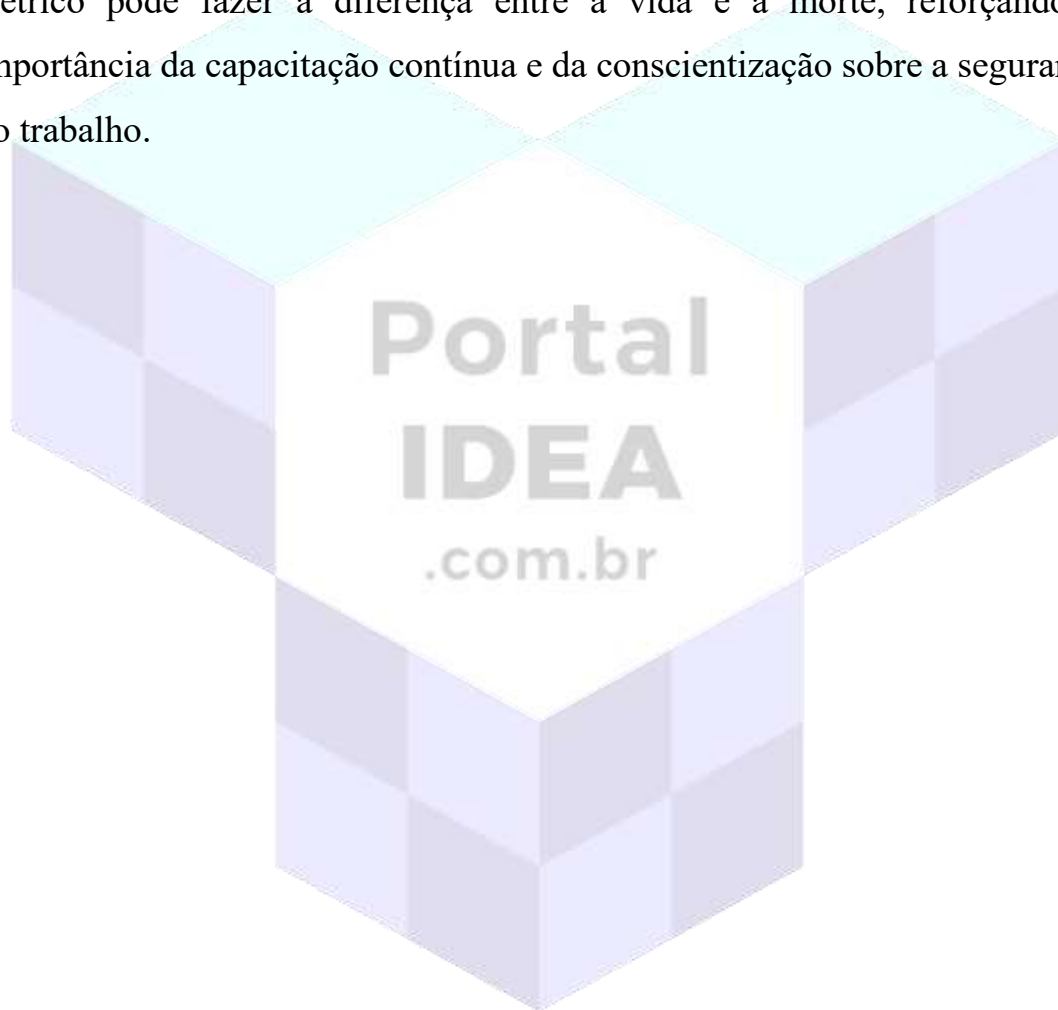 étrico pode fazer a diferença entre a vida e a morte, reforçando
mportância da capacitação contínua e da conscientização sobre a segurar
o trabalho.
Portal
IDEA
.com.br